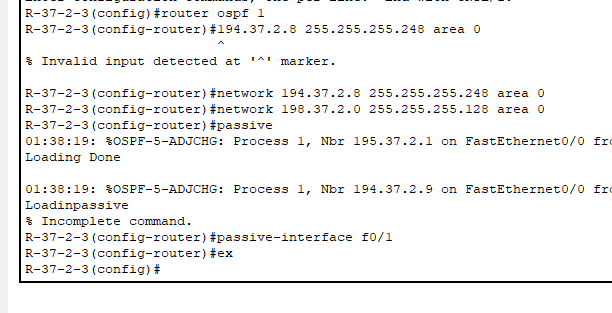 R-37-2-3(config)#router ospf 1
R-37-2-3(config-router)#194.37.2.8 255.255.255.248 area 0
^
% Invalid input detected at '^' marker.
R-37-2-3(config-router)#network 194.37.2.8 255.255.255.248 area 0
R-37-2-3(config-router)#network 198.37.2.0 255.255.255.128 area 0
R-37-2-3(config-router)#passive
01:38:19: %OSPF-5-ADJCHG: Process 1, Nbr 195.37.2.1 on FastEthernet0/0 fro
Loading Done
01:38:19: %OSPF-5-ADJCHG: Process 1, Nbr 194.37.2.9 on FastEthernet0/0 fro
Loadinpassive
% Incomplete command.
R-37-2-3(config-router)#passive-interface f0/1
R-37-2-3(config-router)#ex
R-37-2-3(config)#